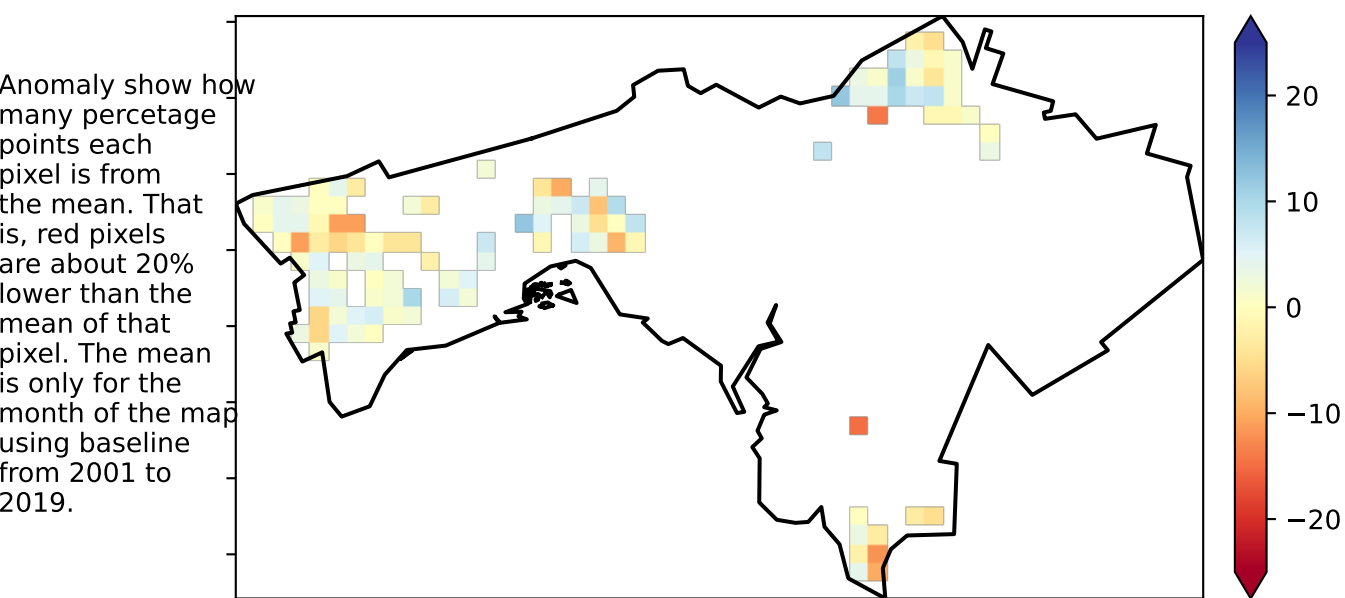 Anomaly show how
many percetage
points each
pixel is from
the mean. That
is, red pixels
are about 20%
lower than the
mean of that
pixel. The mean
is only for the
month of the map
using baseline
from 2001 to
2019.
20
10
0
−10
−20